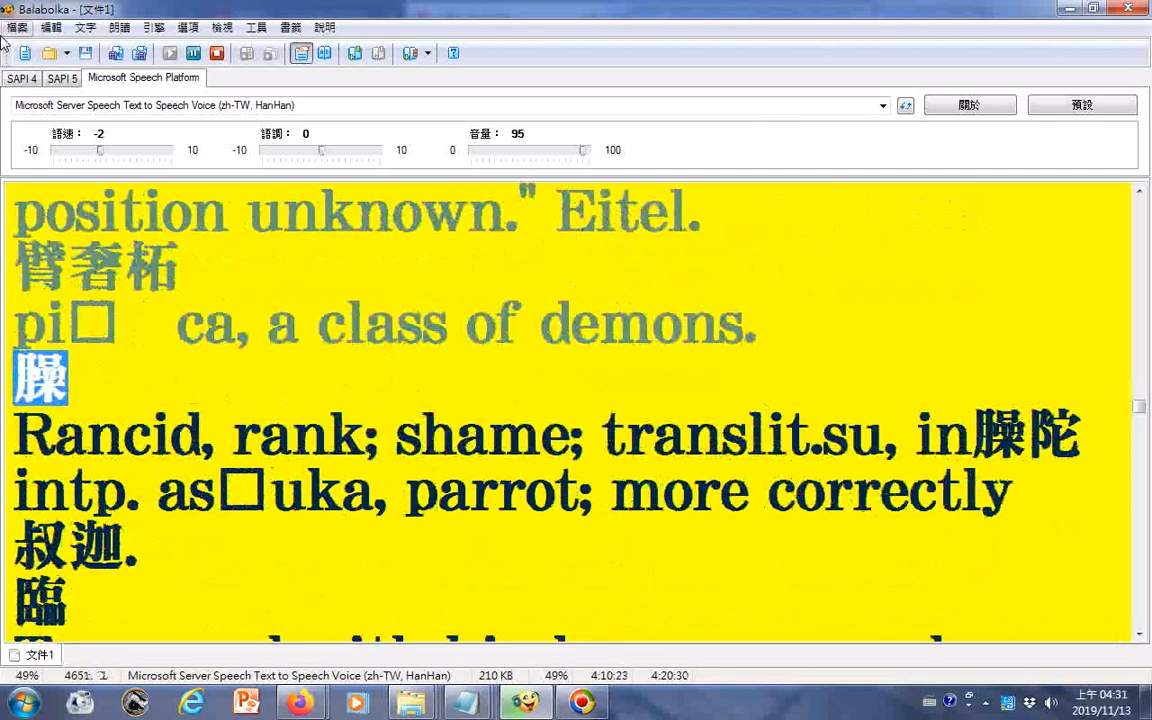 Balabolka - [文件1]
檔案 編輯 文字 朗讀 引擎 選項 檢視 工具 書籤 說明
SAPI 4 SAPI 5 Microsoft Speech Platform
Microsoft Server Speech Text to Speech Voice (zh-TW, HanHan)
關於 預設
語速： -2 語調： 0 音量： 95
-10 10 -10 10 0 100
position unknown." Eitel.
臂奢柘
pi□ ca, a class of demons.
臊
Rancid, rank; shame; translit.su, in臊陀
intp. as□uka, parrot; more correctly
叔迦.
臨
文件1
49% Microsoft Server Speech Text to Speech Voice (zh-TW, HanHan) 210 KB 49% 4:10:23 4:20:30
上午 04:31
2019/11/13